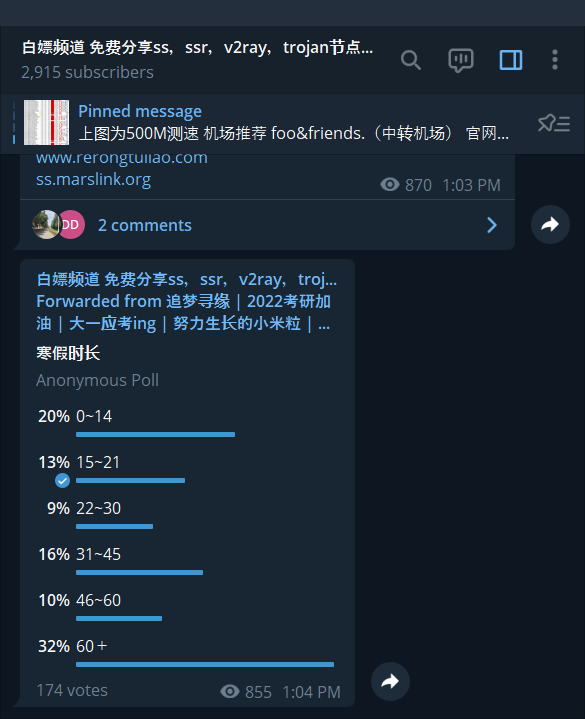 白嫖频道 免费分享ss，ssr，v2ray，trojan节点...
2,915 subscribers
Pinned message
上图为500M测速 机场推荐 foo&friends.（中转机场） 官网...
www.rerongtuliao.com
ss.marslink.org
870 1:03 PM
DD
2 comments
白嫖频道 免费分享ss，ssr，v2ray，troj...
Forwarded from 追梦寻缘 | 2022考研加
油 | 大一应考ing | 努力生长的小米粒 | ...
寒假时长
Anonymous Poll
20% 0~14
13% 15~21
9% 22~30
16% 31~45
10% 46~60
32% 60＋
174 votes
855 1:04 PM